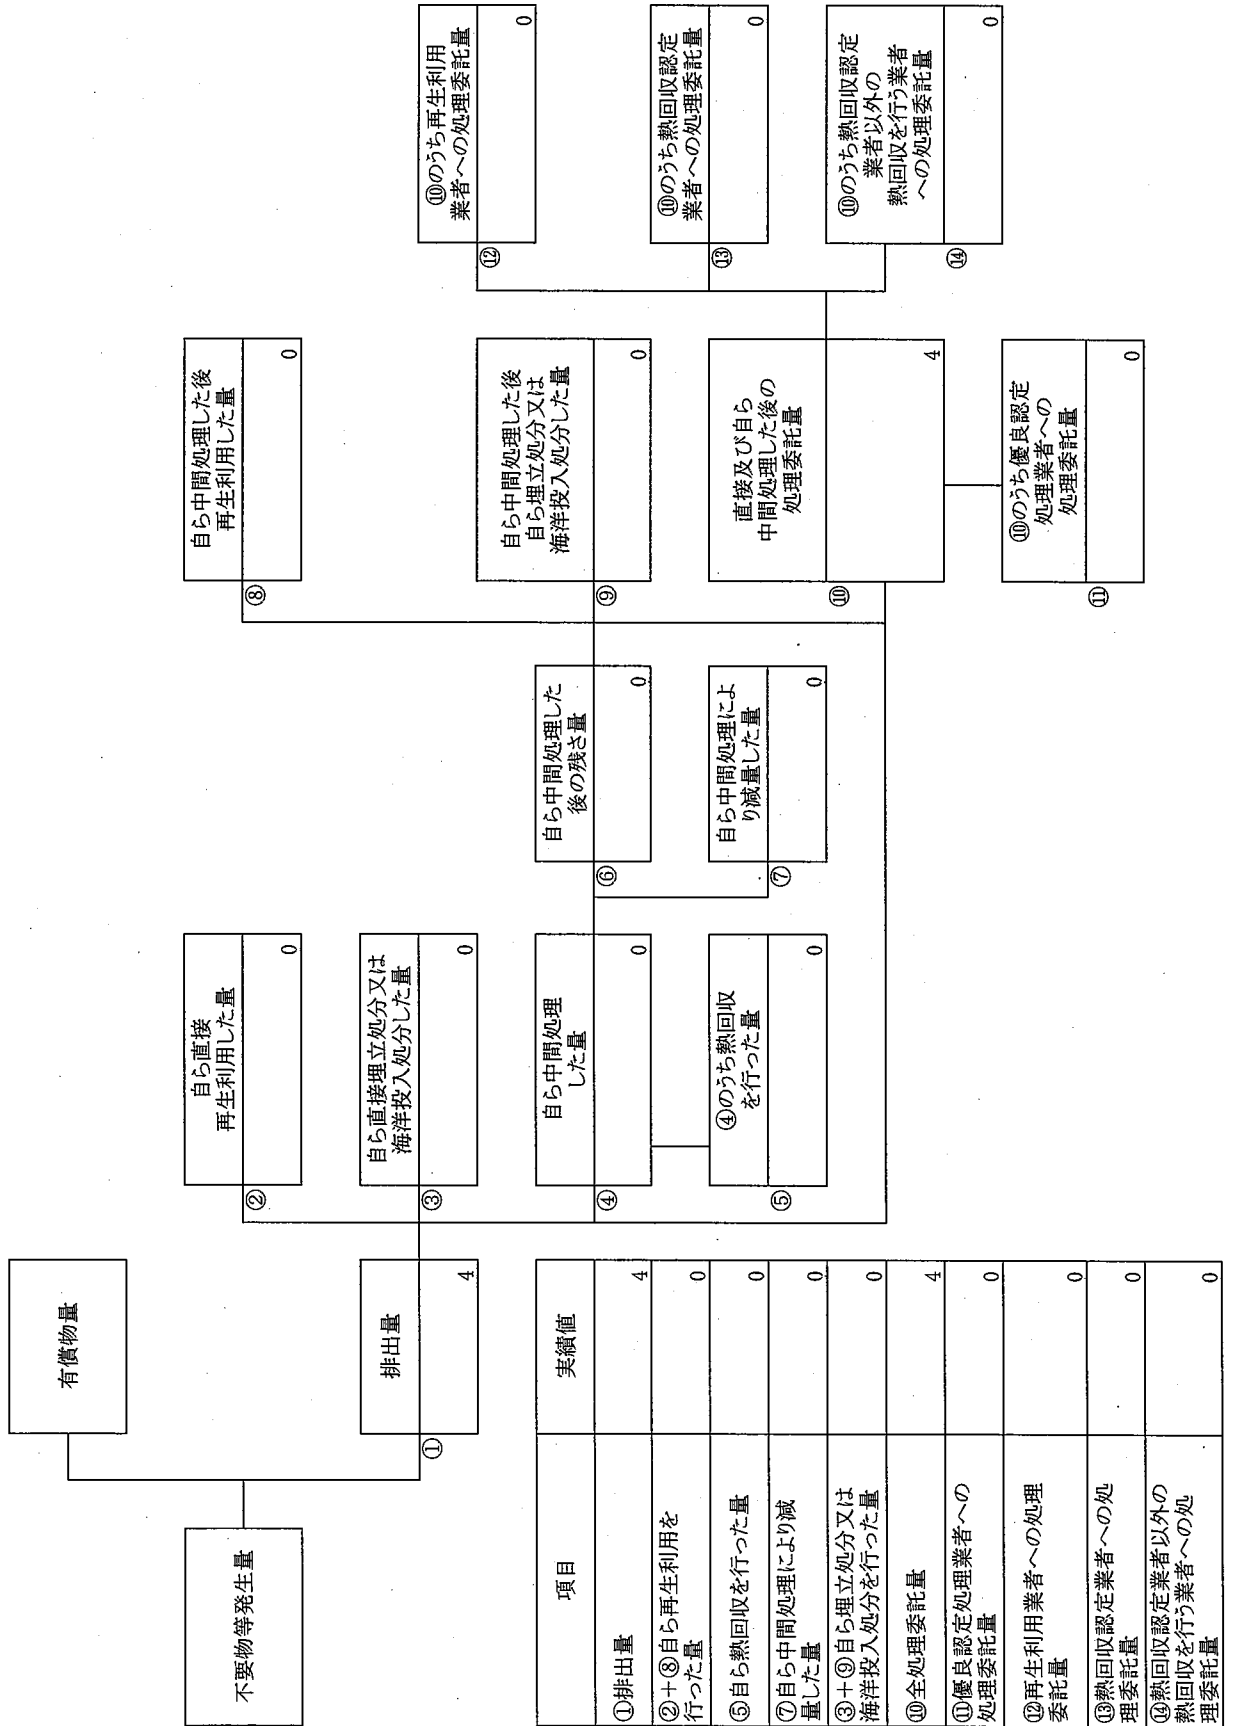 不要物等発生量
有償物量
①
排出量
4
②
自ら直接
再生利用した量
0
③
自ら直接埋立処分又は
海洋投入処分した量
0
④
自ら中間処理
した量
0
⑤
④のうち熱回収
を行った量
0
⑥
自ら中間処理した
後の残さ量
0
⑦
自ら中間処理によ
り減量した量
0
⑧
自ら中間処理した後
再生利用した量
0
⑨
自ら中間処理した後
自ら埋立処分又は
海洋投入処分した量
0
⑩
直接及び自ら
中間処理した後の
処理委託量
4
⑪
⑩のうち優良認定
処理業者への
処理委託量
0
⑫
⑩のうち再生利用
業者への処理委託量
0
⑬
⑩のうち熱回収認定
業者への処理委託量
0
⑭
⑩のうち熱回収認定
業者以外の
熱回収を行う業者
への処理委託量
0
項目
実績値
①排出量
4
②+⑧自ら再生利用を
行った量
0
⑤自ら熱回収を行った量
0
⑦自ら中間処理により減
量した量
0
③+⑨自ら埋立処分又は
海洋投入処分を行った量
0
⑩全処理委託量
4
⑪優良認定処理業者への
処理委託量
0
⑫再生利用業者への処理
委託量
0
⑬熱回収認定業者への処
理委託量
0
⑭熱回収認定業者以外の
熱回収を行う業者への処
理委託量
0